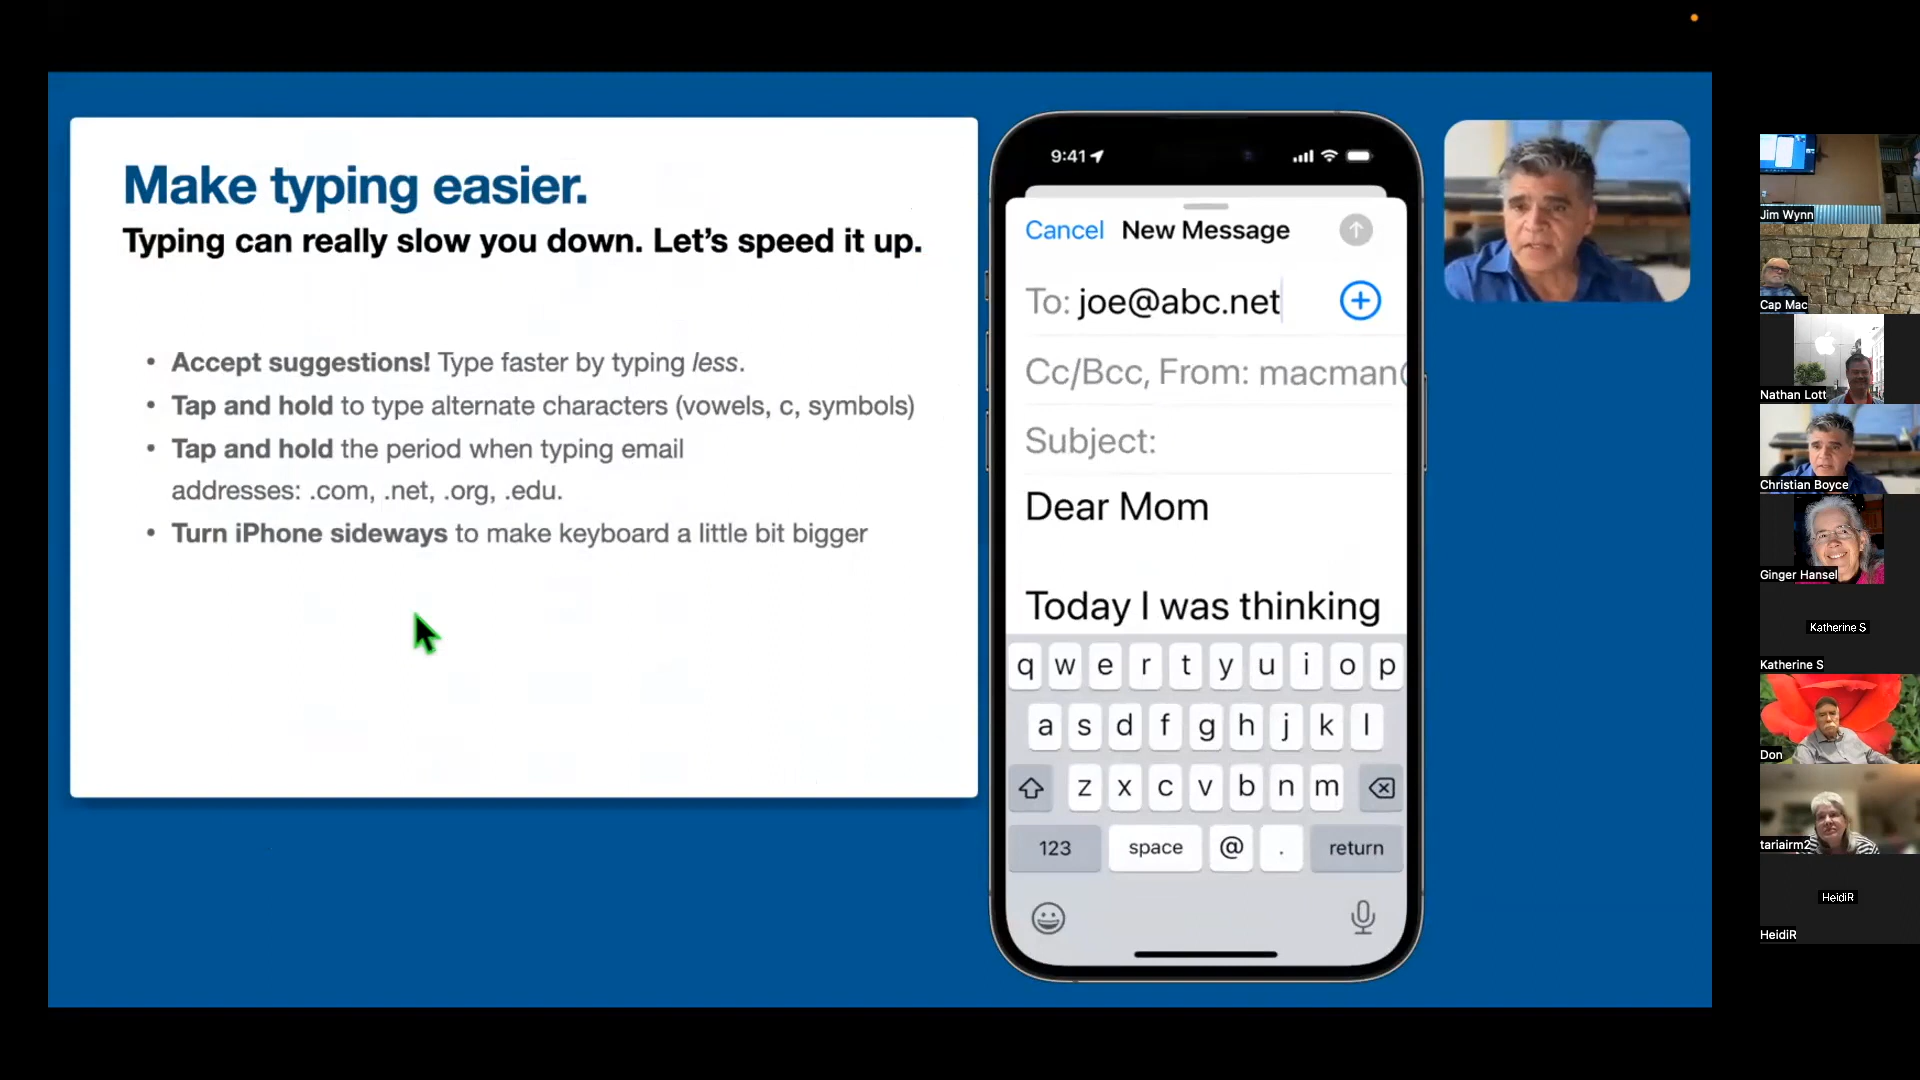 Make typing easier.
Typing can really slow you down. Let's speed it up.
• Accept suggestions! Type faster by typing less.
• Tap and hold to type alternate characters (vowels, c, symbols)
• Tap and hold the period when typing email
addresses: .com, .net, .org, .edu.
• Turn iPhone sideways to make keyboard a little bit bigger
9:41
Cancel New Message
To: joe@abc.net
Cc/Bcc, From: macman
Subject:
Dear Mom
Today I was thinking
q w e r t y u i o p
a s d f g h j k l
z x c v b n m
123 space @ . return
Jim Wynn
Cap Mac
Nathan Lott
Christian Boyce
Ginger Hansel
Katherine S
Katherine S
Don
tariairm2
HeidiR
HeidiR